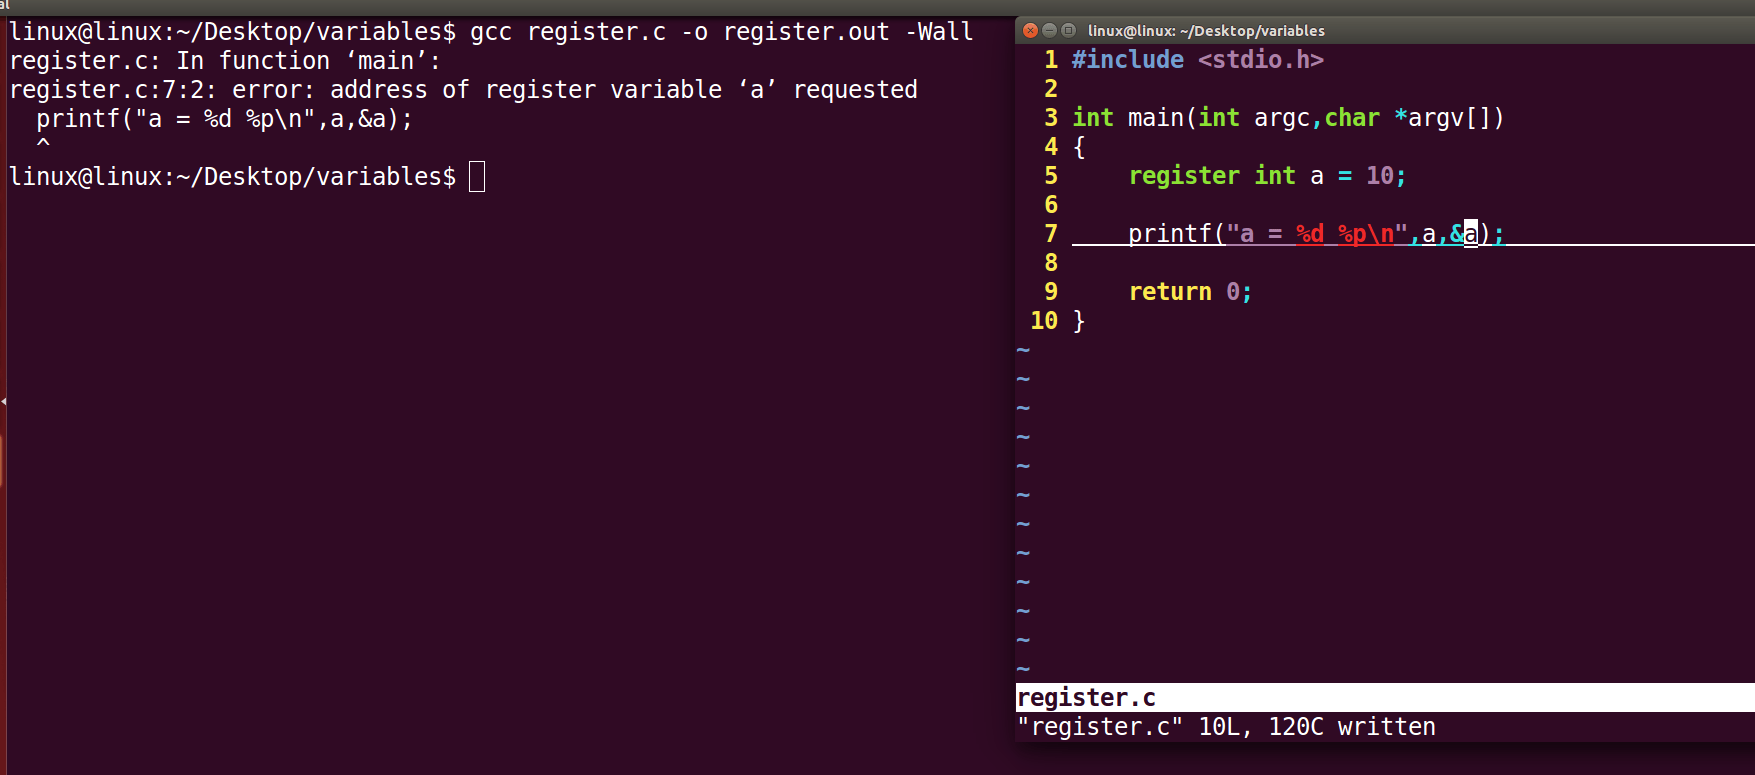 al
linux@linux:~/Desktop/variables$ gcc register.c -o register.out -Wall
register.c: In function ‘main’:
register.c:7:2: error: address of register variable ‘a’ requested
  printf("a = %d %p\n",a,&a);
  ^
linux@linux:~/Desktop/variables$
linux@linux: ~/Desktop/variables
1 #include <stdio.h>
2
3 int main(int argc,char *argv[])
4 {
5     register int a = 10;
6
7     printf("a = %d %p\n",a,&a);
8
9     return 0;
10 }
~
~
~
~
~
~
~
~
~
~
~
~
register.c
"register.c" 10L, 120C written